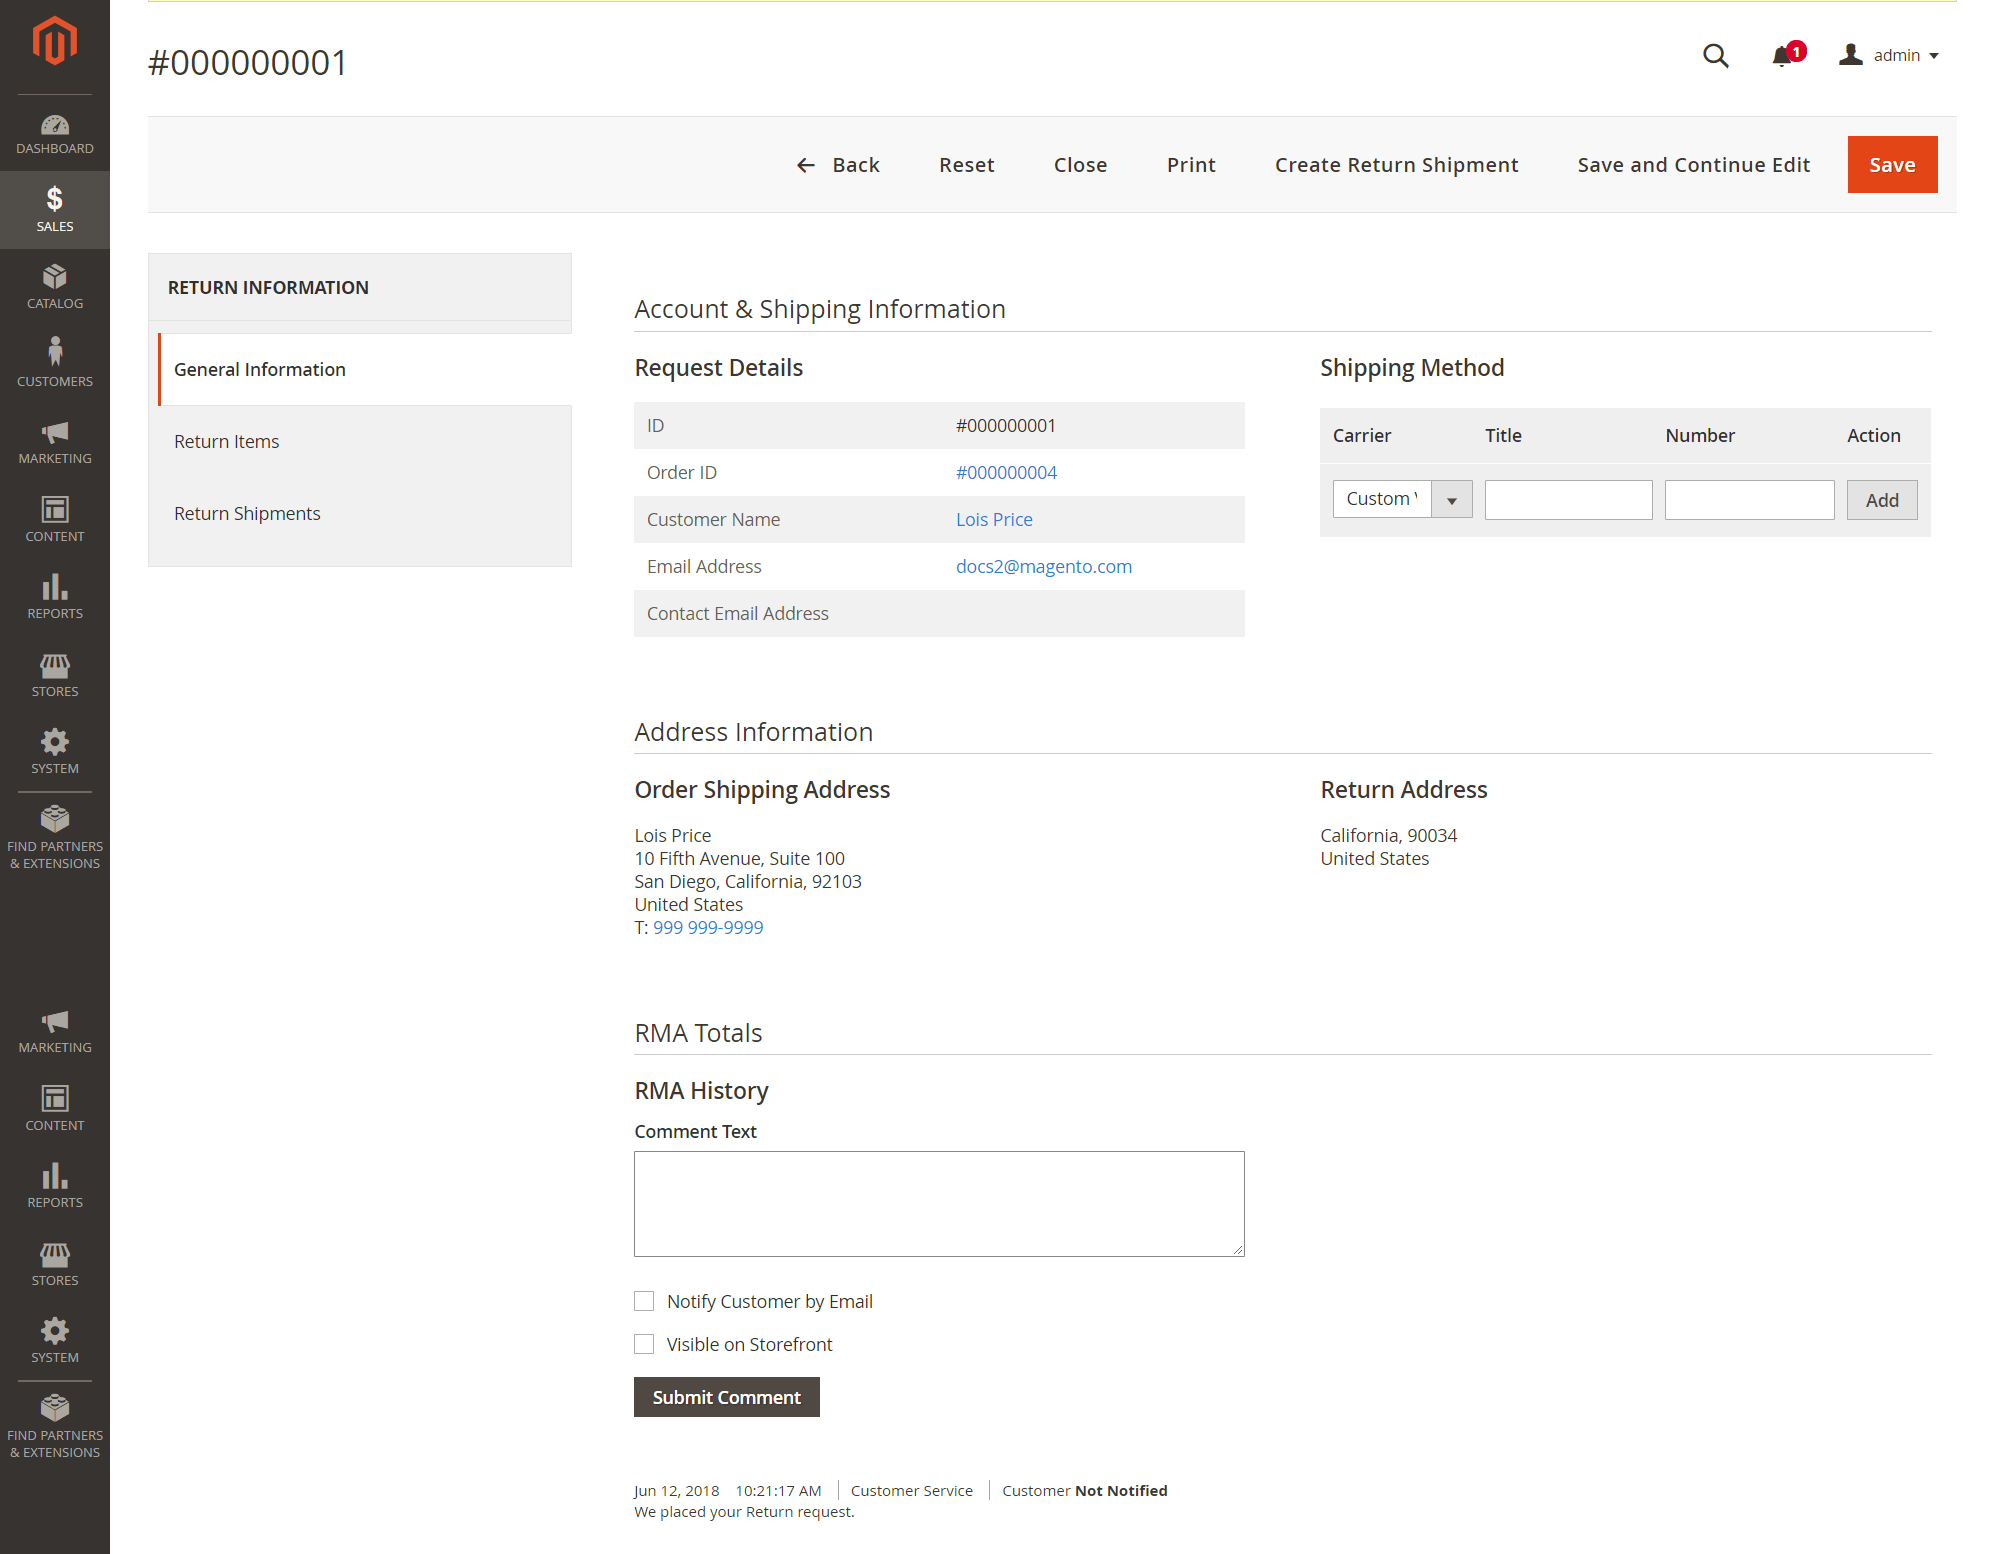 #000000001
1
admin
DASHBOARD
SALES
CATALOG
CUSTOMERS
MARKETING
CONTENT
REPORTS
STORES
SYSTEM
FIND PARTNERS
& EXTENSIONS
MARKETING
CONTENT
REPORTS
STORES
SYSTEM
FIND PARTNERS
& EXTENSIONS
Back Reset Close Print Create Return Shipment Save and Continue Edit Save
RETURN INFORMATION
General Information
Return Items
Return Shipments
Account & Shipping Information
Request Details
ID #000000001
Order ID #000000004
Customer Name Lois Price
Email Address docs2@magento.com
Contact Email Address
Shipping Method
Carrier Title Number Action
Custom Add
Address Information
Order Shipping Address
Lois Price
10 Fifth Avenue, Suite 100
San Diego, California, 92103
United States
T: 999 999-9999
Return Address
California, 90034
United States
RMA Totals
RMA History
Comment Text
Notify Customer by Email
Visible on Storefront
Submit Comment
Jun 12, 2018 10:21:17 AM Customer Service Customer Not Notified
We placed your Return request.